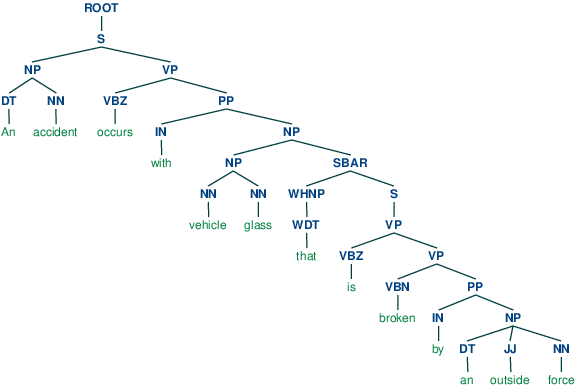 ROOT
S
NP VP
DT NN VBZ PP
An accident occurs IN NP
with NP SBAR
NN NN WHNP S
vehicle glass WDT VP
that VBZ VP
is VBN PP
broken IN NP
by DT JJ NN
an outside force